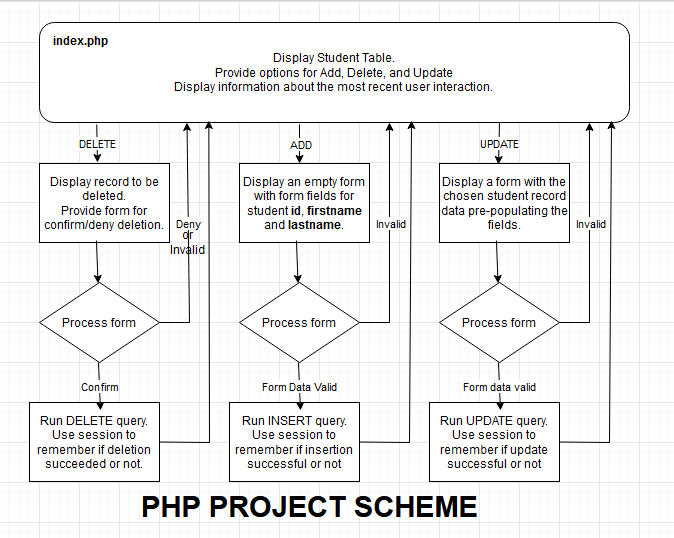 index.php
Display Student Table.
Provide options for Add, Delete, and Update
Display information about the most recent user interaction.
DELETE
ADD
UPDATE
Display record to be
deleted.
Provide form for
confirm/deny deletion.
Deny
or
Invalid
Display an empty form
with form fields for
student id, firstname
and lastname.
Invalid
Display a form with the
chosen student record
data pre-populating the
fields.
Invalid
Process form
Process form
Process form
Confirm
Form Data Valid
Form data valid
Run DELETE query.
Use session to
remember if deletion
succeeded or not.
Run INSERT query.
Use session to
remember if insertion
successful or not
Run UPDATE query.
Use session to
remember if update
successful or not
PHP PROJECT SCHEME